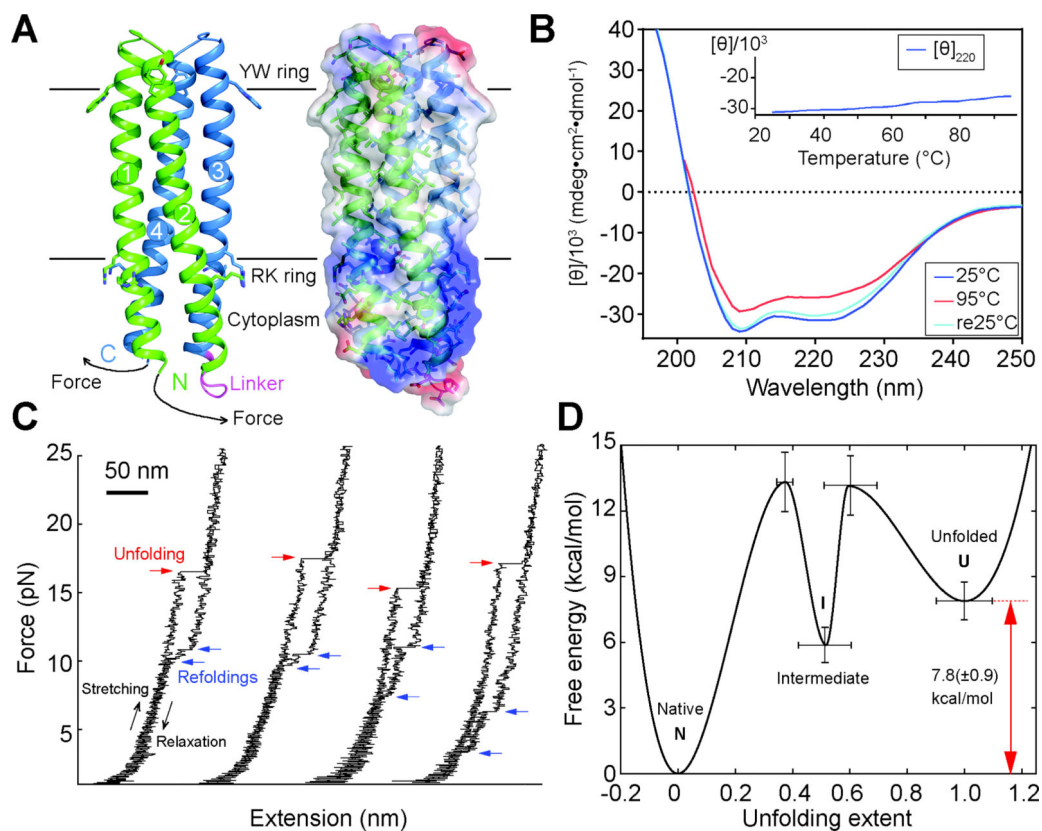 A
YW ring
1
3
2
4
RK ring
Cytoplasm
C
N
Linker
Force
Force
B
[θ]/10³ (mdeg•cm²•dmol⁻¹)
40
30
20
10
0
-10
-20
-30
[θ]/10³
[θ]₂₂₀
-20
-30
20 40 60 80
Temperature (°C)
25°C
95°C
re25°C
200 210 220 230 240 250
Wavelength (nm)
C
Force (pN)
25
20
15
10
5
50 nm
Unfolding
Refoldings
Stretching
Relaxation
Extension (nm)
D
Free energy (kcal/mol)
15
12
9
6
3
0
Unfolded
U
I
Intermediate
Native
N
7.8(±0.9)
kcal/mol
-0.2 0 0.2 0.4 0.6 0.8 1.0 1.2
Unfolding extent